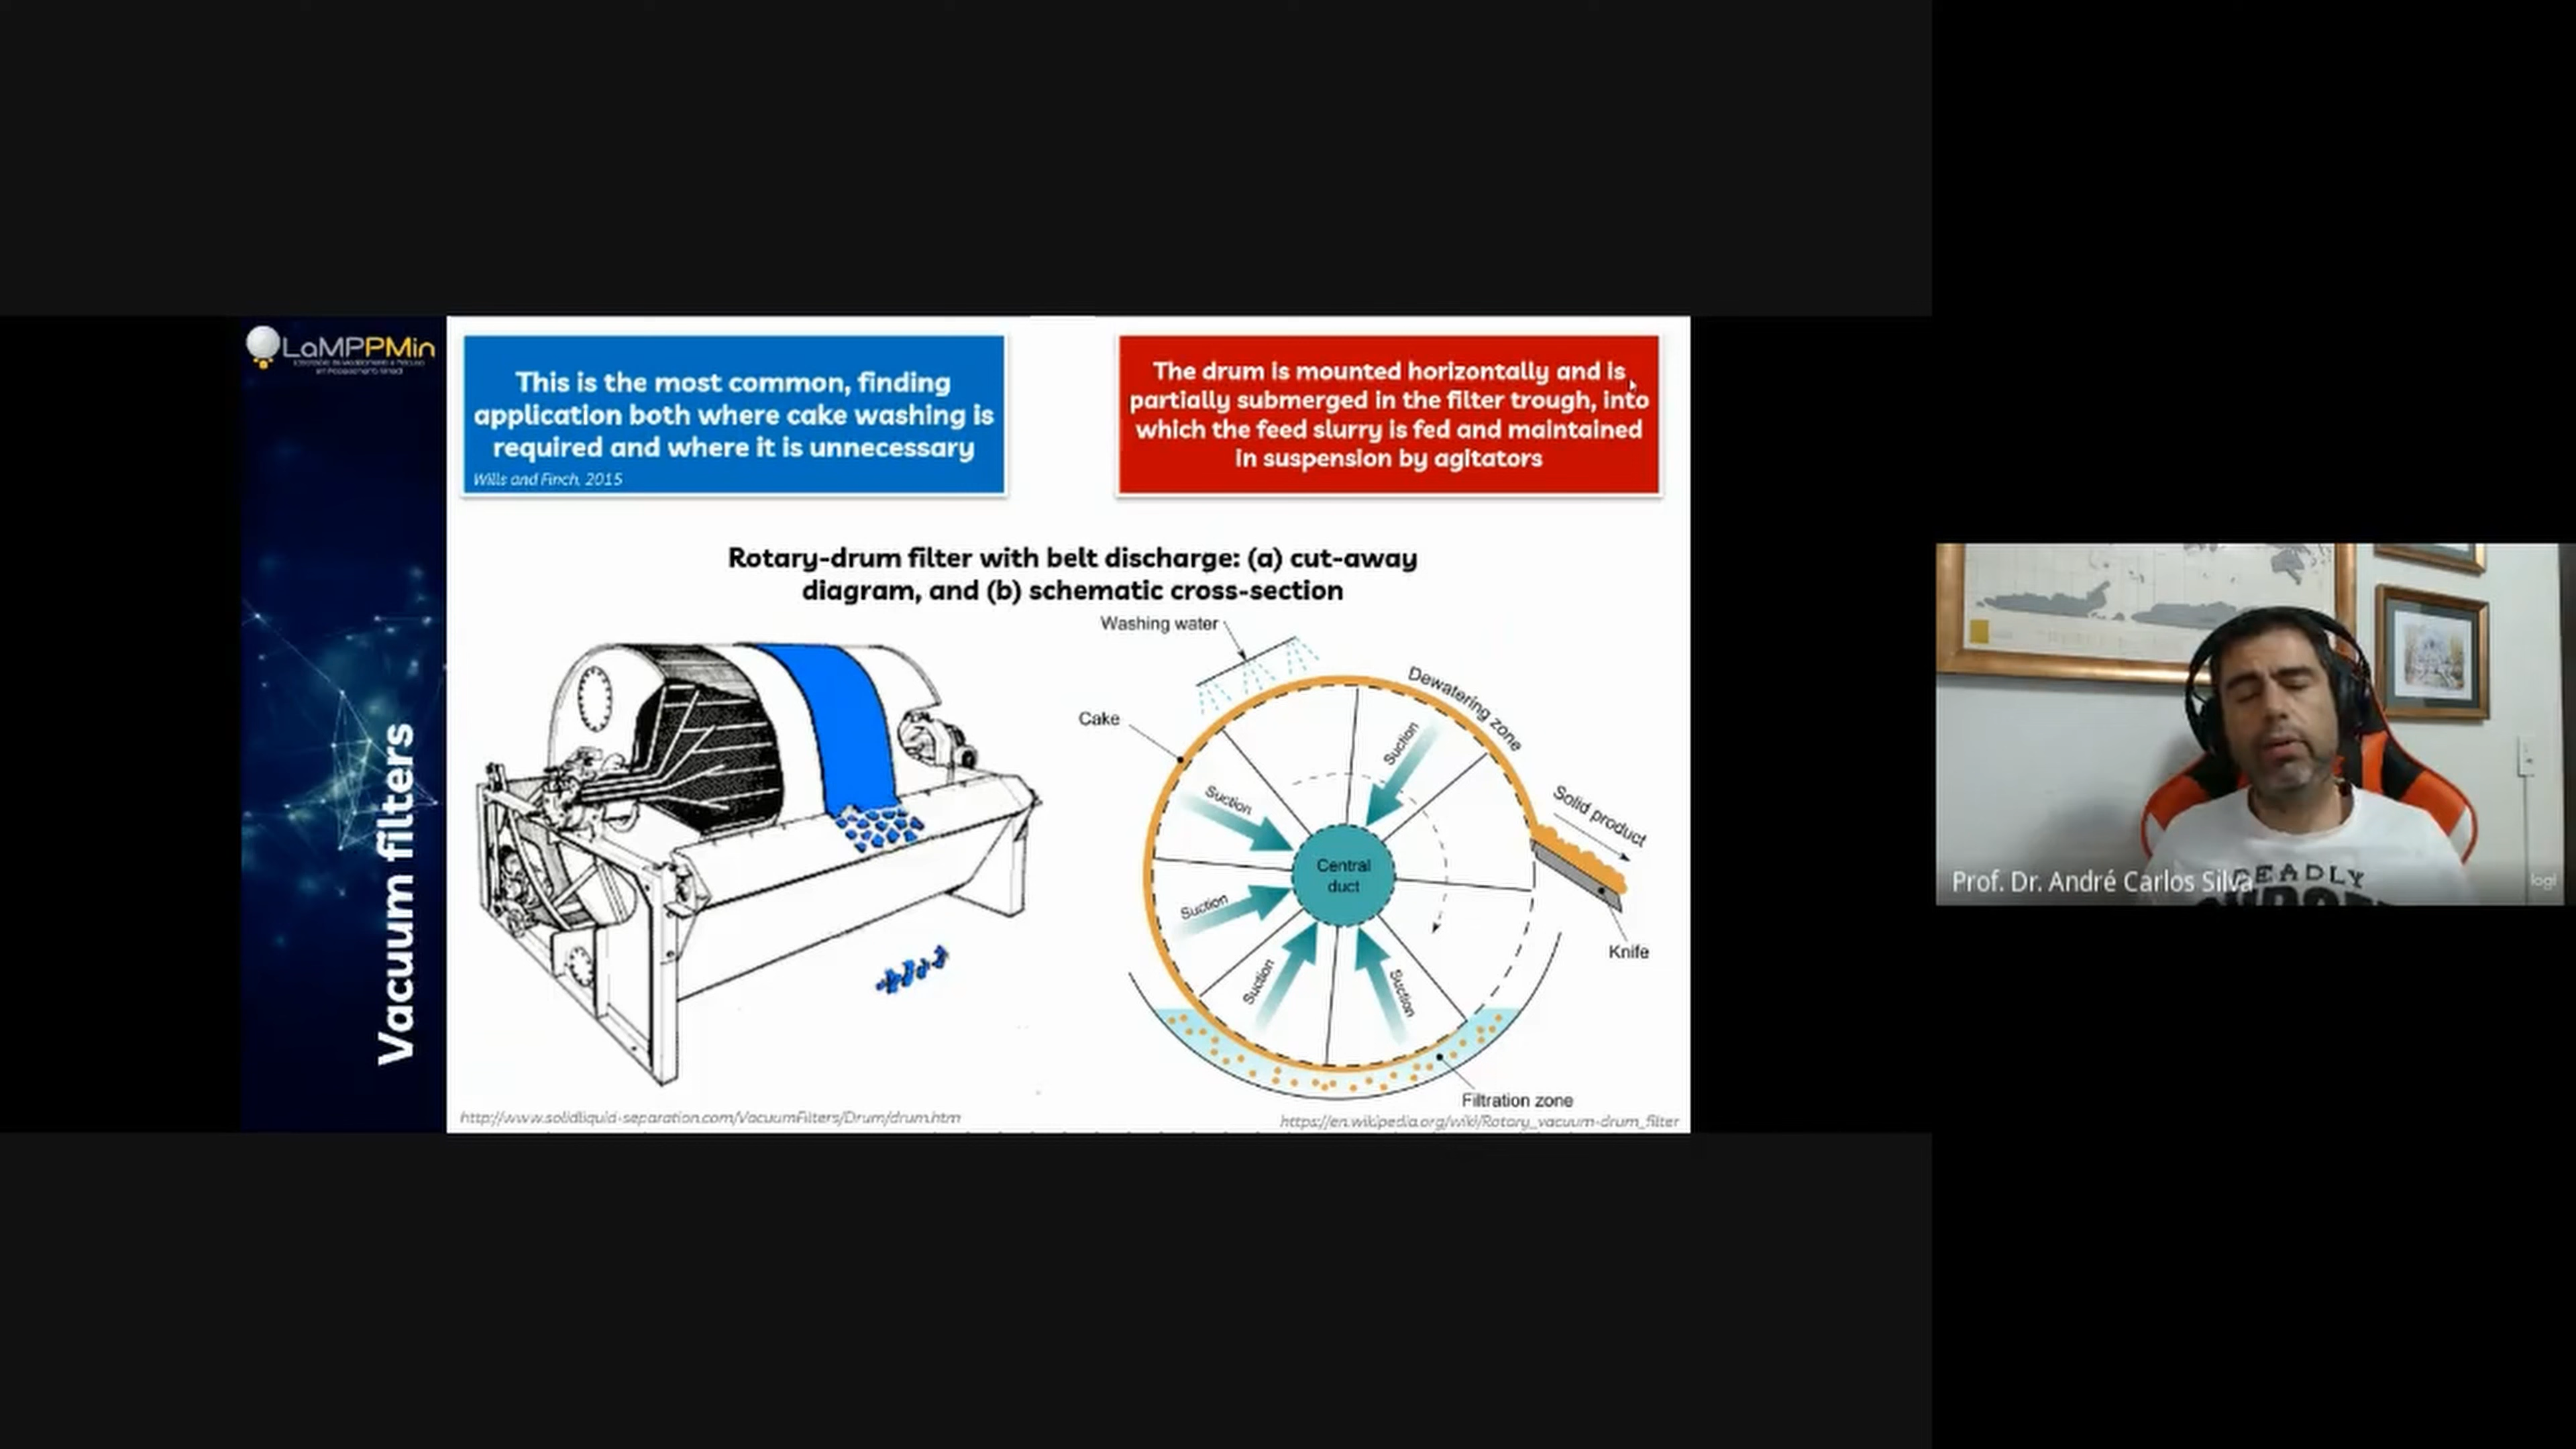 LaMPPMin
Vacuum filters
This is the most common, finding
application both where cake washing is
required and where it is unnecessary
Wills and Finch, 2015
The drum is mounted horizontally and is
partially submerged in the filter trough, into
which the feed slurry is fed and maintained
in suspension by agitators
Rotary-drum filter with belt discharge: (a) cut-away
diagram, and (b) schematic cross-section
Washing water
Cake
Dewatering zone
Suction
Suction
Suction
Suction
Suction
Central
duct
Solid product
Knife
Filtration zone
http://www.solidliquid-separation.com/VacuumFilters/Drum/drum.htm
https://en.wikipedia.org/wiki/Rotary_vacuum-drum_filter
Prof. Dr. André Carlos Silva
DEADLY
logi